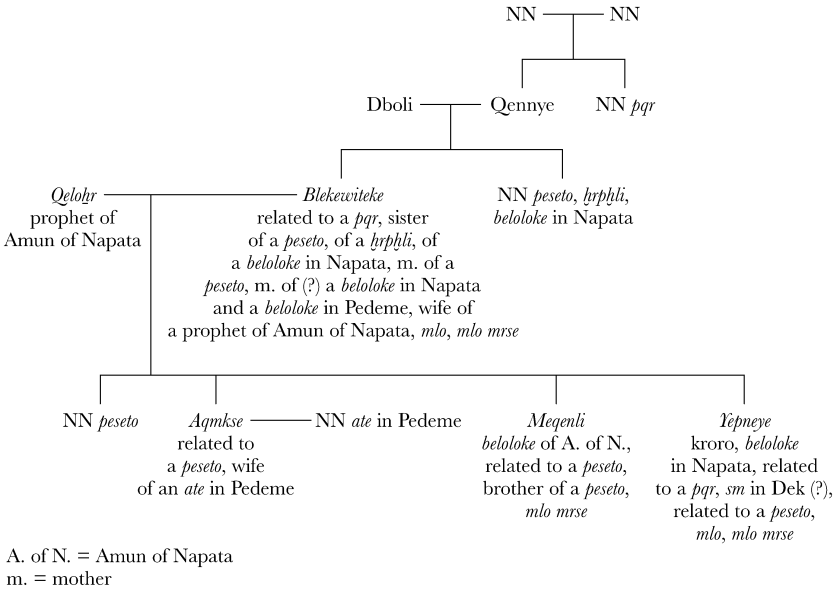 NN NN
Dboli Qennye NN pqr
Qeloẖr
prophet of
Amun of Napata
Blekewiteke
related to a pqr, sister
of a peseto, of a ḫrpḫli, of
a beloloke in Napata, m. of a
peseto, m. of (?) a beloloke in Napata
and a beloloke in Pedeme, wife of
a prophet of Amun of Napata, mlo, mlo mrse
NN peseto, ḫrpḫli,
beloloke in Napata
NN peseto
Aqmkse
related to
a peseto, wife
of an ate in Pedeme
NN ate in Pedeme
Meqenli
beloloke of A. of N.,
related to a peseto,
brother of a peseto,
mlo mrse
Yepneye
kroro, beloloke
in Napata, related
to a pqr, sm in Dek (?),
related to a peseto,
mlo, mlo mrse
A. of N. = Amun of Napata
m. = mother